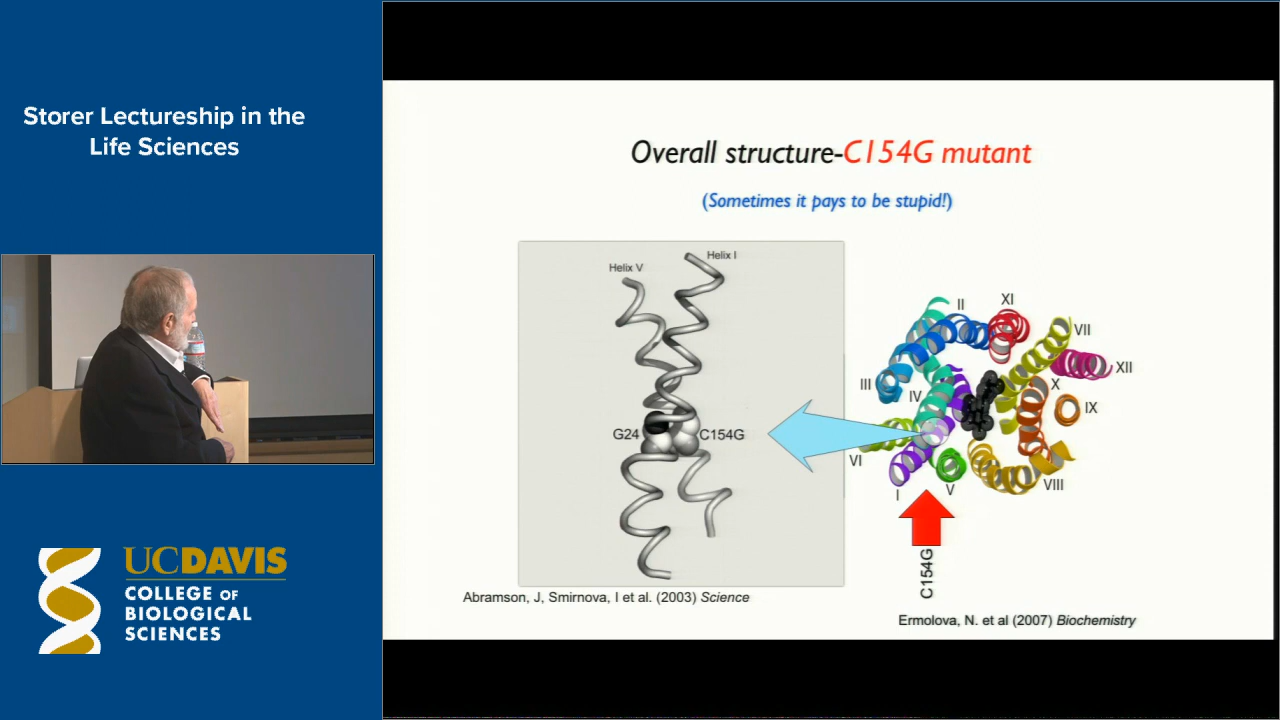 Storer Lectureship in the
Life Sciences
UCDAVIS
COLLEGE OF
BIOLOGICAL
SCIENCES
Overall structure-C154G mutant
(Sometimes it pays to be stupid!)
Helix V
Helix I
G24
C154G
II
XI
VII
XII
III
IV
X
IX
VI
I
V
VIII
C154G
Abramson, J, Smirnova, I et al. (2003) Science
Ermolova, N. et al (2007) Biochemistry